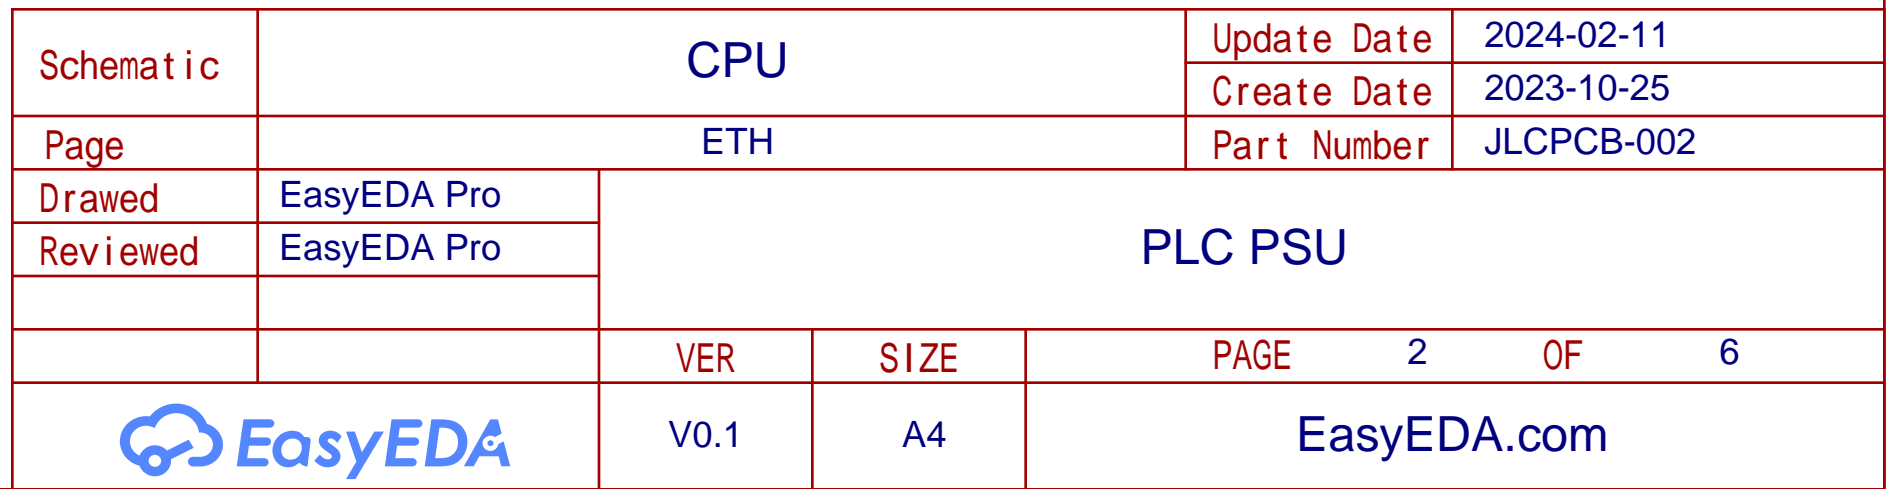 Schematic CPU Update Date 2024-02-11
Create Date 2023-10-25
Page ETH Part Number JLCPCB-002
Drawed EasyEDA Pro
Reviewed EasyEDA Pro
PLC PSU
VER SIZE PAGE 2 OF 6
EasyEDA V0.1 A4 EasyEDA.com